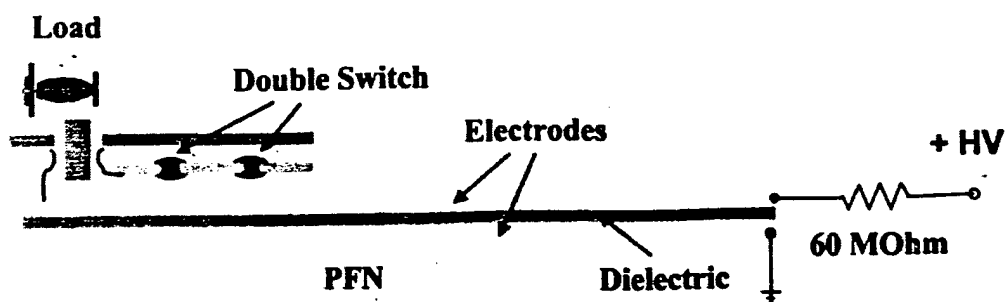 Load
Double Switch
Electrodes
+ HV
60 MOhm
PFN
Dielectric